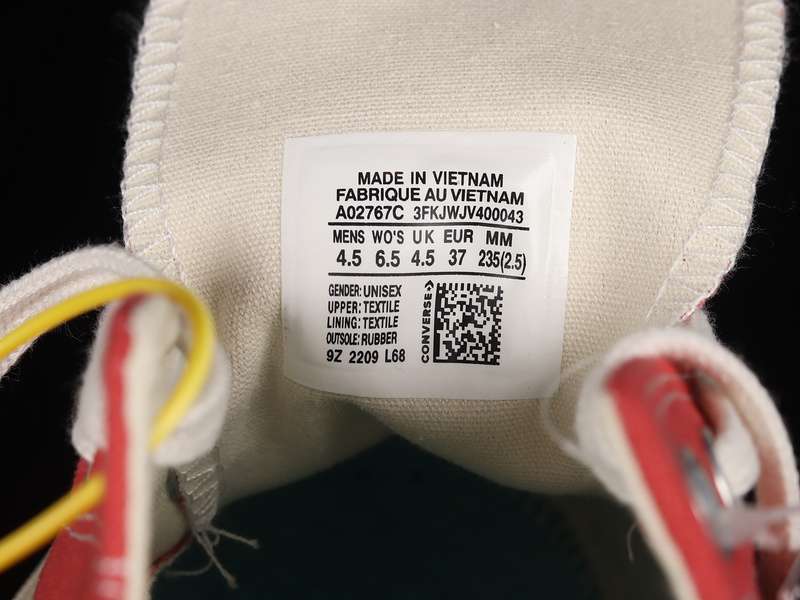 MADE IN VIETNAM
FABRIQUE AU VIETNAM
A02767C 3FKJWJV400043
MENS WO'S UK EUR MM
4.5 6.5 4.5 37 235(2.5)
GENDER: UNISEX
UPPER: TEXTILE
LINING: TEXTILE
OUTSOLE: RUBBER
9Z 2209 L68
CONVERSE